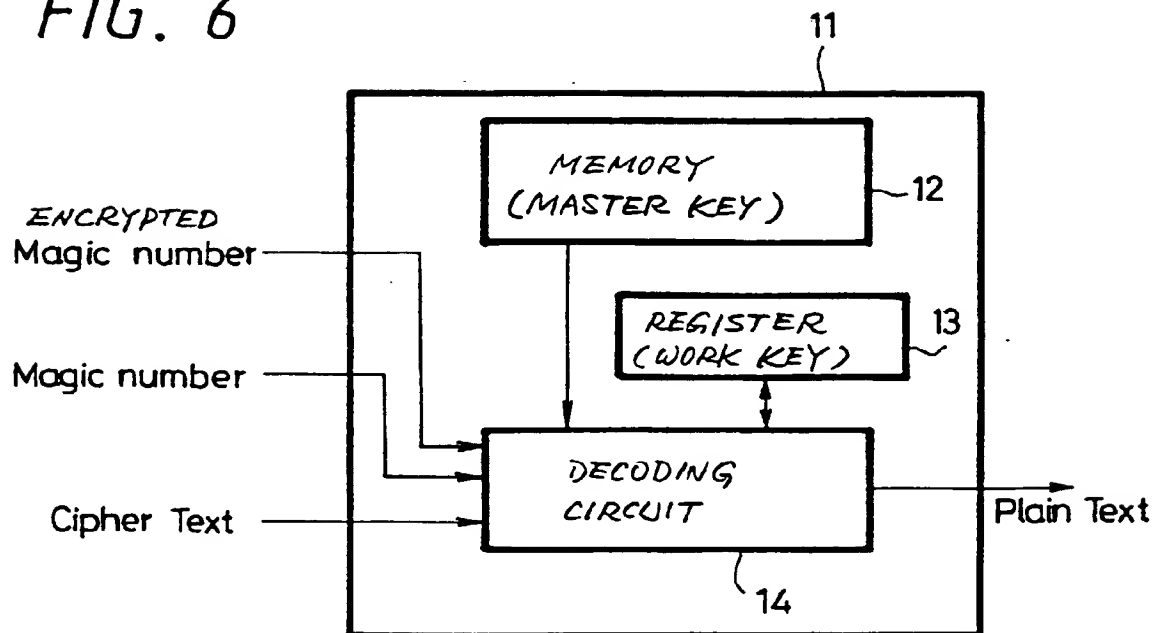 FIG. 6
11
MEMORY
(MASTER KEY)
12
ENCRYPTED
Magic number
REGISTER
(WORK KEY)
13
Magic number
DECODING
CIRCUIT
Cipher Text
Plain Text
14